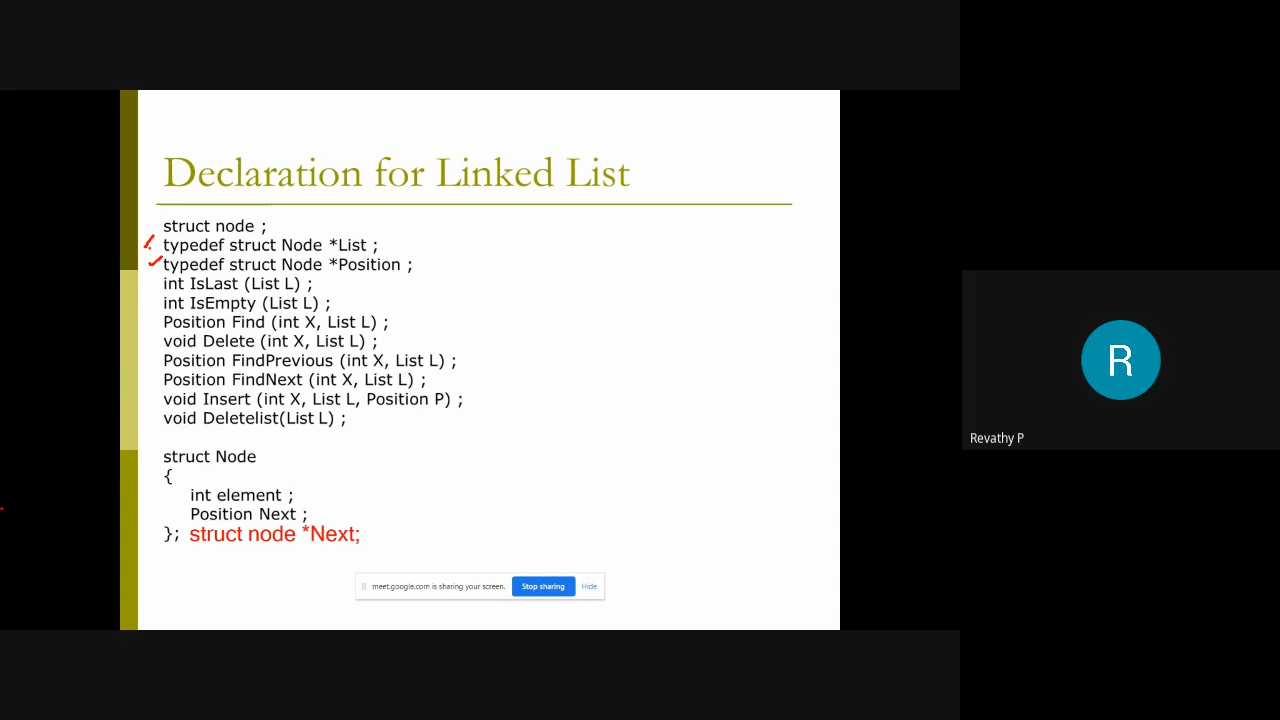 Declaration for Linked List
struct node ;
typedef struct Node *List ;
typedef struct Node *Position ;
int IsLast (List L) ;
int IsEmpty (List L) ;
Position Find (int X, List L) ;
void Delete (int X, List L) ;
Position FindPrevious (int X, List L) ;
Position FindNext (int X, List L) ;
void Insert (int X, List L, Position P) ;
void Deletelist(List L) ;
struct Node
{
int element ;
Position Next ;
}; struct node *Next;
meet.google.com is sharing your screen. Stop sharing Hide
R
Revathy P